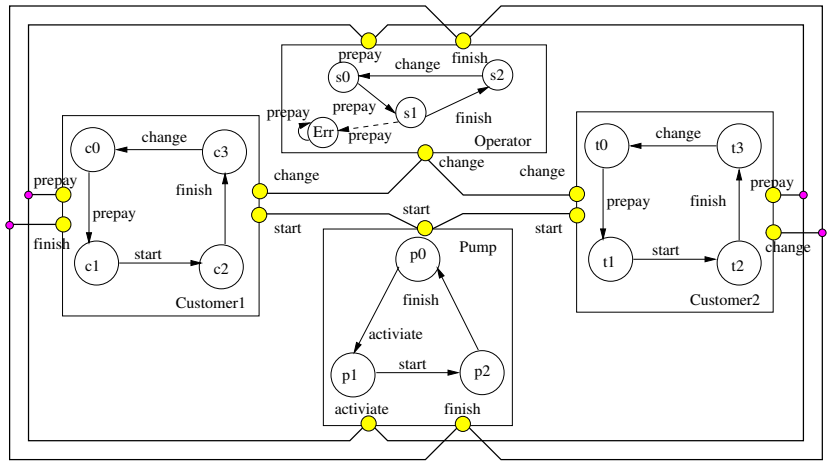 prepay
finish
s0
change
s2
prepay
s1
finish
prepay
Err
prepay
Operator
change
c0
change
c3
prepay
finish
prepay
finish
c1
start
c2
Customer1
change
start
start
change
start
t0
change
t3
prepay
finish
prepay
change
t1
start
t2
Customer2
p0
Pump
finish
activiate
start
p1
p2
activiate
finish